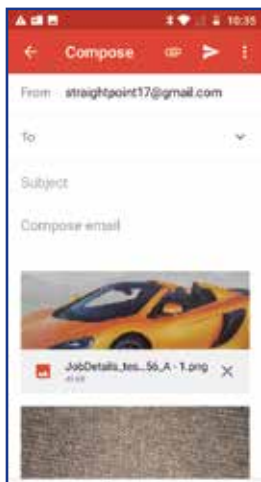 10:35
Compose
From straightpoint17@gmail.com
To
Subject
Compose email
JobDetails_tes...56_A - 1.png